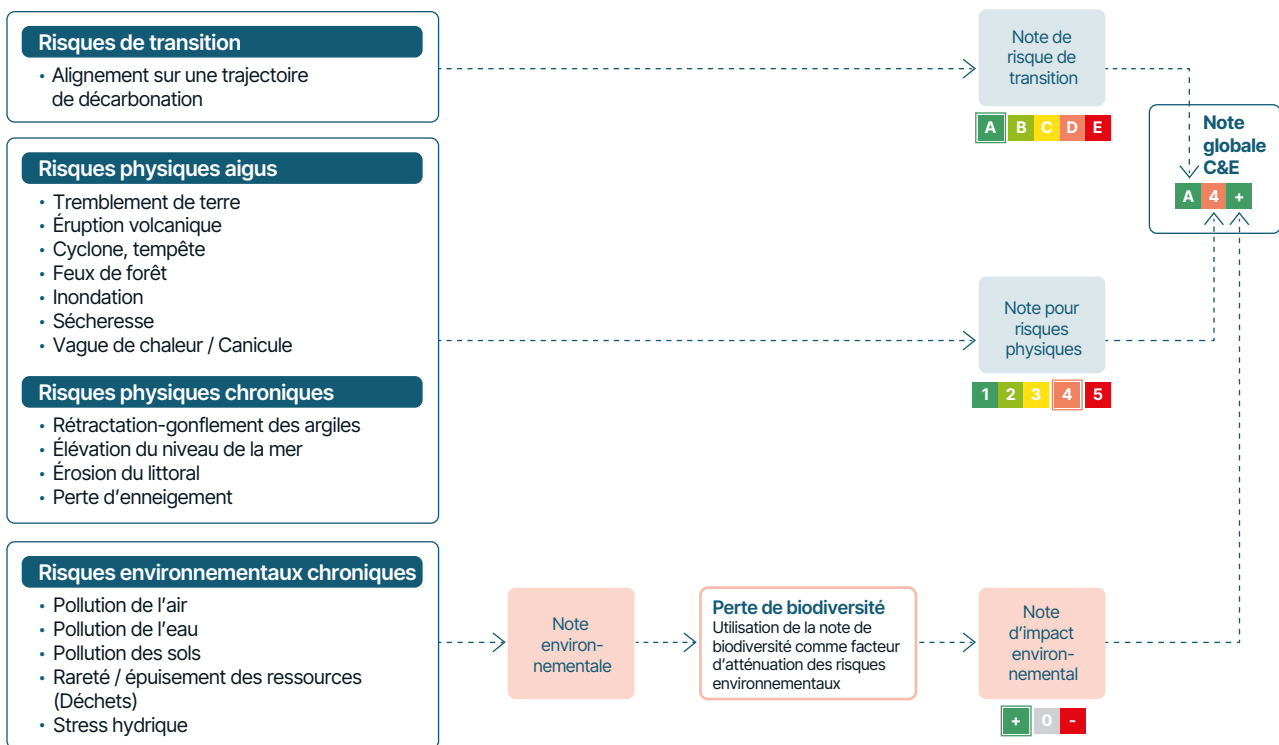 Risques de transition
• Alignement sur une trajectoire
de décarbonation
Note de
risque de
transition
A B C D E
Note
globale
C&E
A 4 +
Risques physiques aigus
• Tremblement de terre
• Éruption volcanique
• Cyclone, tempête
• Feux de forêt
• Inondation
• Sécheresse
• Vague de chaleur / Canicule
Risques physiques chroniques
• Rétractation-gonflement des argiles
• Élévation du niveau de la mer
• Érosion du littoral
• Perte d’enneigement
Note pour
risques
physiques
1 2 3 4 5
Risques environnementaux chroniques
• Pollution de l’air
• Pollution de l’eau
• Pollution des sols
• Rareté / épuisement des ressources
(Déchets)
• Stress hydrique
Note
environ-
nementale
Perte de biodiversité
Utilisation de la note de
biodiversité comme facteur
d’atténuation des risques
environnementaux
Note
d’impact
environ-
nemental
+ 0 -